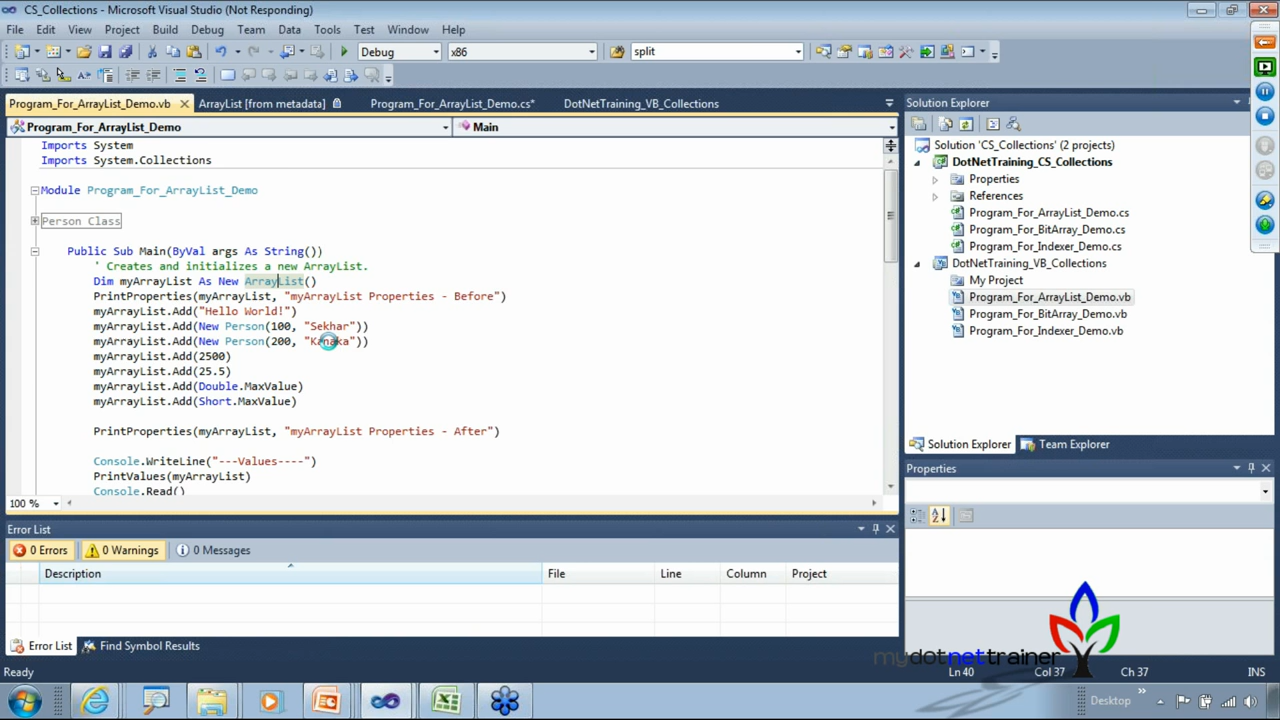 CS_Collections - Microsoft Visual Studio (Not Responding)
File Edit View Project Build Debug Team Data Tools Test Window Help
Debug x86 split
Program_For_ArrayList_Demo.vb ArrayList [from metadata] Program_For_ArrayList_Demo.cs* DotNetTraining_VB_Collections
Program_For_ArrayList_Demo Main
Imports System
Imports System.Collections
Module Program_For_ArrayList_Demo
Person Class
Public Sub Main(ByVal args As String())
' Creates and initializes a new ArrayList.
Dim myArrayList As New ArrayList()
PrintProperties(myArrayList, "myArrayList Properties - Before")
myArrayList.Add("Hello World!")
myArrayList.Add(New Person(100, "Sekhar"))
myArrayList.Add(New Person(200, "Kanaka"))
myArrayList.Add(2500)
myArrayList.Add(25.5)
myArrayList.Add(Double.MaxValue)
myArrayList.Add(Short.MaxValue)
PrintProperties(myArrayList, "myArrayList Properties - After")
Console.WriteLine("---Values----")
PrintValues(myArrayList)
Console.Read()
100 %
Solution Explorer
Solution 'CS_Collections' (2 projects)
DotNetTraining_CS_Collections
Properties
References
Program_For_ArrayList_Demo.cs
Program_For_BitArray_Demo.cs
Program_For_Indexer_Demo.cs
DotNetTraining_VB_Collections
My Project
Program_For_ArrayList_Demo.vb
Program_For_BitArray_Demo.vb
Program_For_Indexer_Demo.vb
Solution Explorer Team Explorer
Properties
Error List
0 Errors 0 Warnings 0 Messages
Description File Line Column Project
Error List Find Symbol Results
mydotnettrainer
Ready Ln 40 Col 37 Ch 37 INS
Desktop